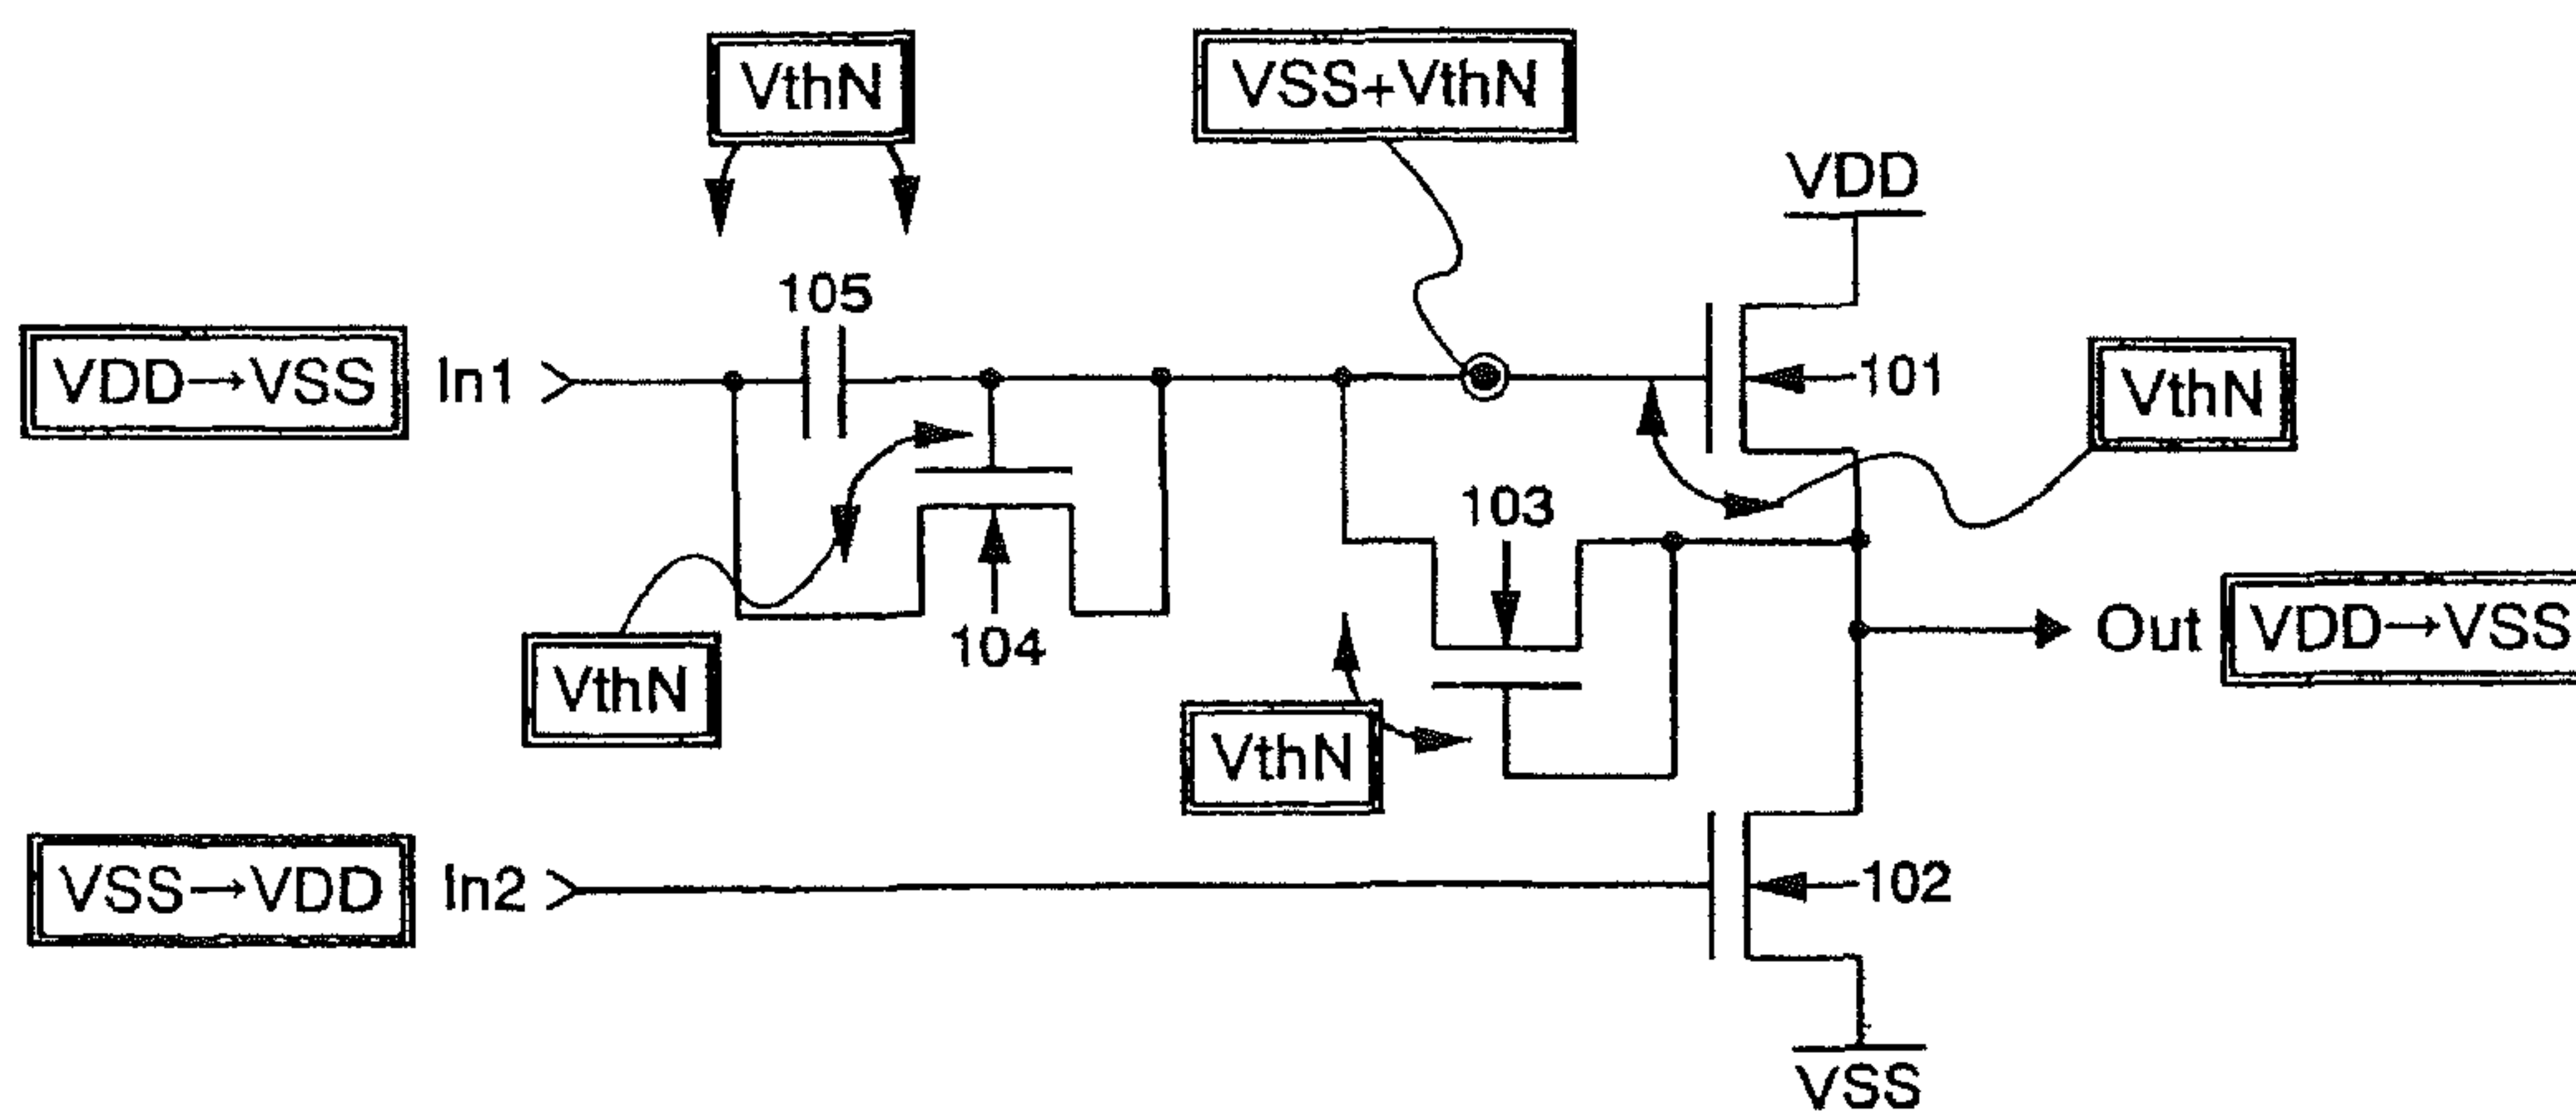 VthN
VSS+VthN
VDD
105
VDD→VSS
In1
101
VthN
103
104
VthN
VthN
Out
VDD→VSS
VSS→VDD
In2
102
VSS